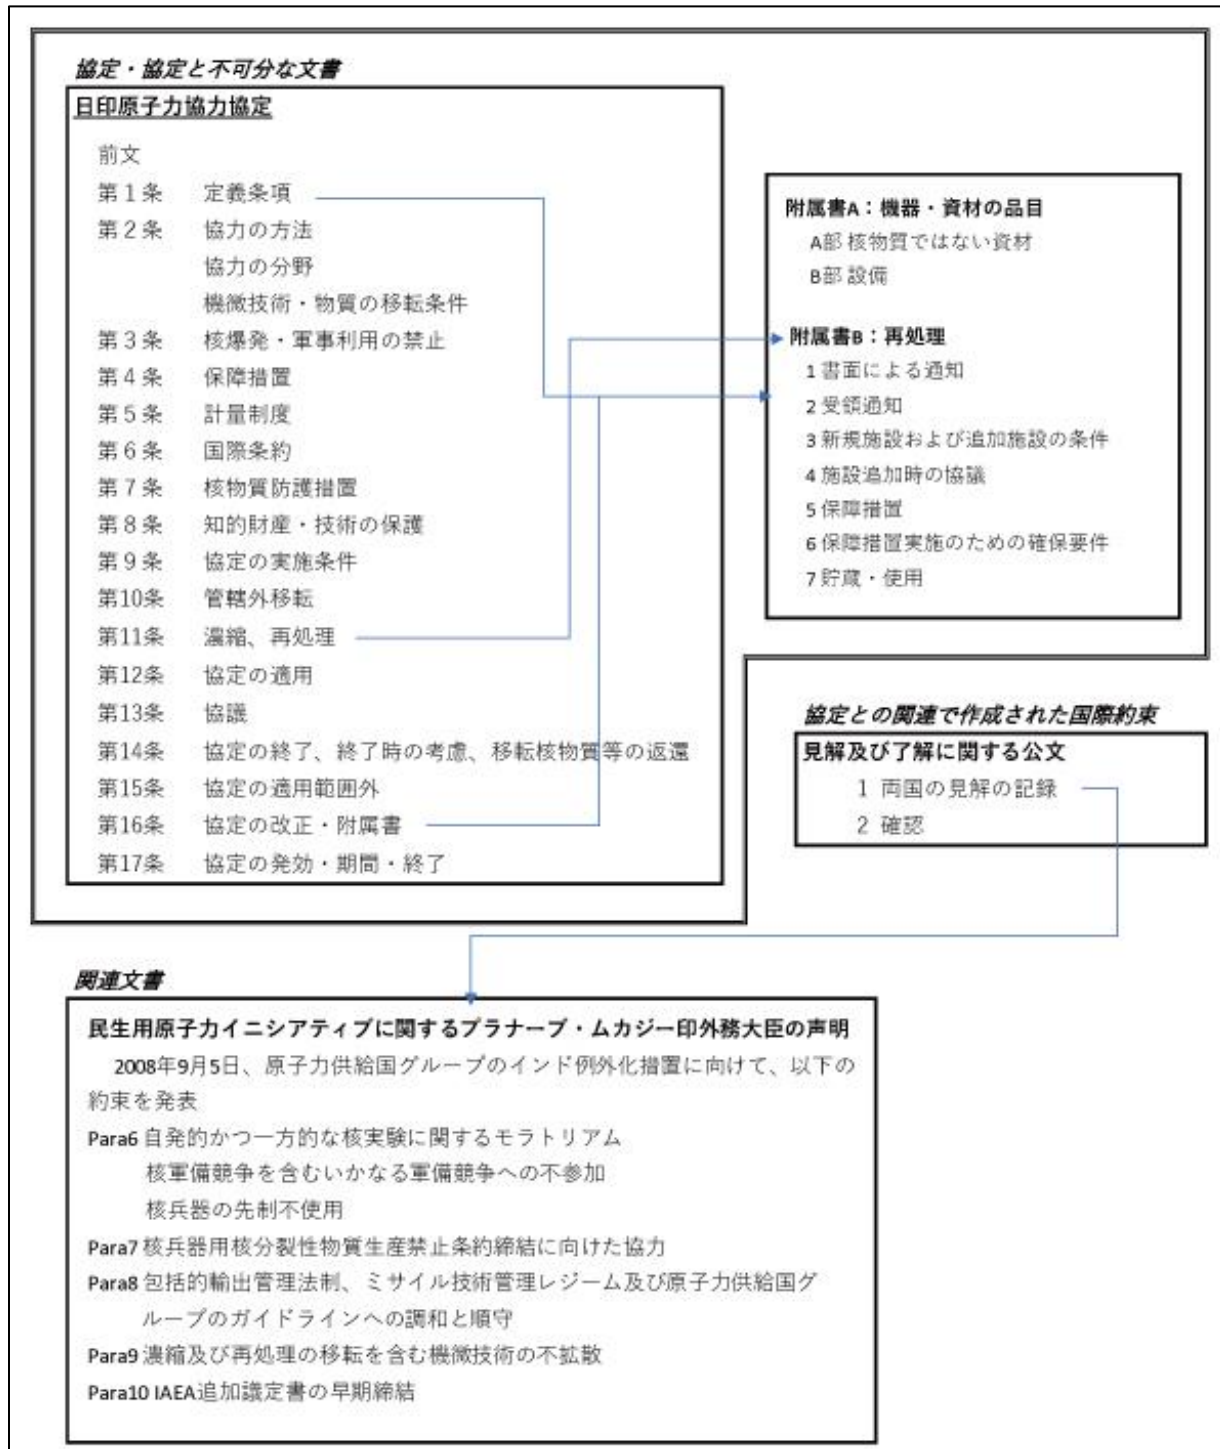 協定・協定と不可分な文書
日印原子力協力協定
前文
第1条 定義条項
第2条 協力の方法
協力の分野
機微技術・物質の移転条件
第3条 核爆発・軍事利用の禁止
第4条 保障措置
第5条 計量制度
第6条 国際条約
第7条 核物質防護措置
第8条 知的財産・技術の保護
第9条 協定の実施条件
第10条 管轄外移転
第11条 濃縮、再処理
第12条 協定の適用
第13条 協議
第14条 協定の終了、終了時の考慮、移転核物質等の返還
第15条 協定の適用範囲外
第16条 協定の改正・附属書
第17条 協定の発効・期間・終了
附属書A：機器・資材の品目
A部 核物質ではない資材
B部 設備
附属書B：再処理
1 書面による通知
2 受領通知
3 新規施設および追加施設の条件
4 施設追加時の協議
5 保障措置
6 保障措置実施のための確保要件
7 貯蔵・使用
協定との関連で作成された国際約束
見解及び了解に関する公文
1 両国の見解の記録
2 確認
関連文書
民生用原子力イニシアティブに関するプラナーブ・ムカジー印外務大臣の声明
2008年9月5日、原子力供給国グループのインド例外化措置に向けて、以下の
約束を発表
Para6 自発的かつ一方的な核実験に関するモラトリアム
核軍備競争を含むいかなる軍備競争への不参加
核兵器の先制不使用
Para7 核兵器用核分裂性物質生産禁止条約締結に向けた協力
Para8 包括的輸出管理法制、ミサイル技術管理レジーム及び原子力供給国グ
ループのガイドラインへの調和と順守
Para9 濃縮及び再処理の移転を含む機微技術の不拡散
Para10 IAEA追加議定書の早期締結